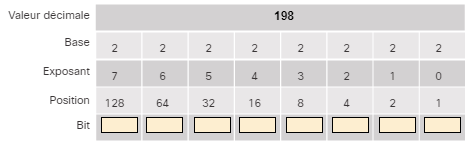 Valeur décimale 198
Base 2 2 2 2 2 2 2 2
Exposant 7 6 5 4 3 2 1 0
Position 128 64 32 16 8 4 2 1
Bit